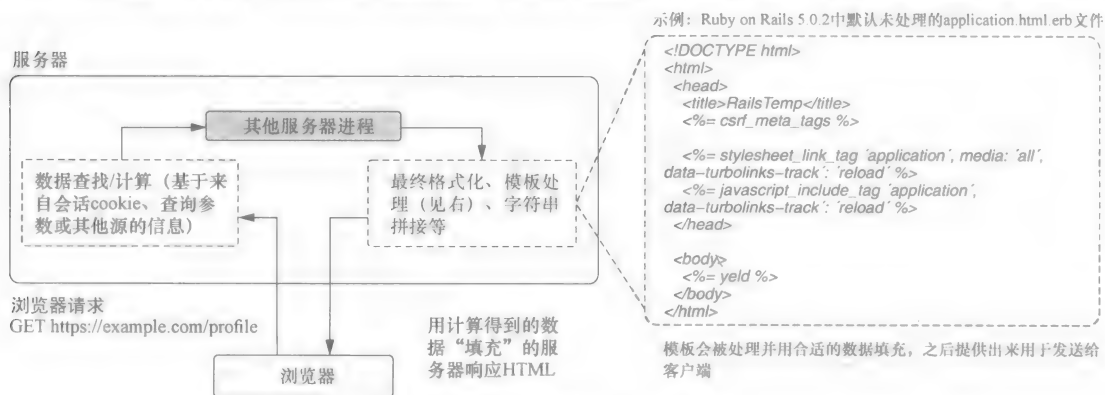 示例：Ruby on Rails 5.0.2中默认未处理的application.html.erb文件
服务器
其他服务器进程
数据查找/计算（基于来
自会话cookie、查询参
数或其他源的信息）
最终格式化、模板处
理（见右）、字符串
拼接等
<!DOCTYPE html>
<html>
<head>
<title>RailsTemp</title>
<%= csrf_meta_tags %>
<%= stylesheet_link_tag ´application´, media: ´all´,
data-turbolinks-track´: ´reload´ %>
<%= javascript_include_tag ´application´,
data-turbolinks-track´: ´reload´ %>
</head>
<body>
<%= yeld %>
</body>
</html>
浏览器请求
GET https://example.com/profile
浏览器
用计算得到的数
据“填充”的服
务器响应HTML
模板会被处理并用合适的数据填充，之后提供出来用于发送给
客户端